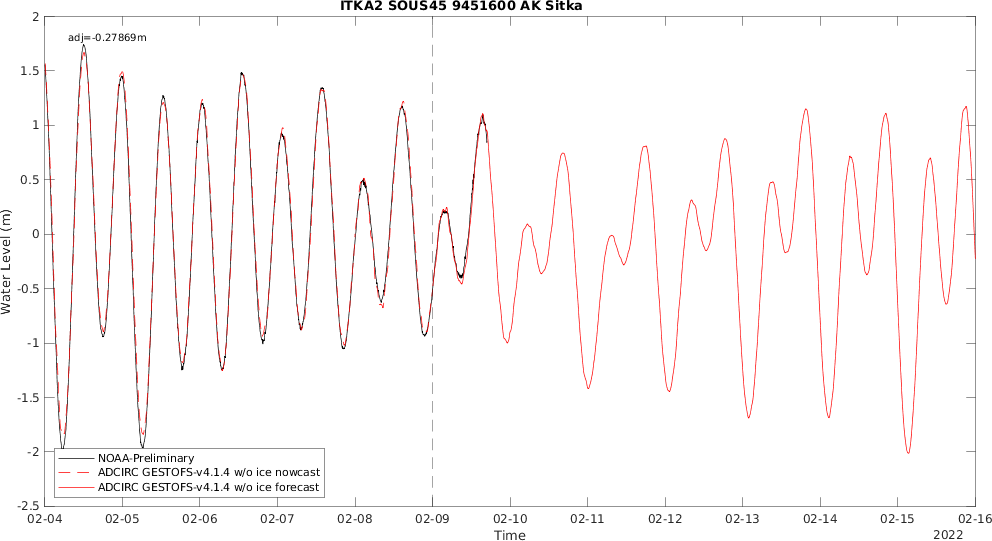 ITKA2 SOUS45 9451600 AK Sitka
adj=-0.27869m
Water Level (m)
2
1.5
1
0.5
0
-0.5
-1
-1.5
-2
-2.5
NOAA-Preliminary
ADCIRC GESTOFS-v4.1.4 w/o ice nowcast
ADCIRC GESTOFS-v4.1.4 w/o ice forecast
02-04 02-05 02-06 02-07 02-08 02-09 02-10 02-11 02-12 02-13 02-14 02-15 02-16
Time
2022